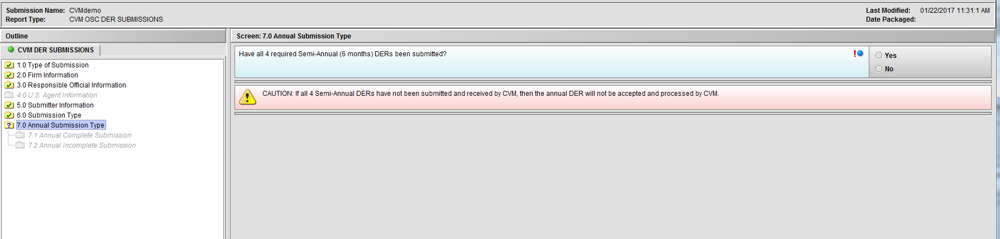 Submission Name: CVMdemo
Last Modified: 01/22/2017 11:31:1 AM
Report Type: CVM OSC DER SUBMISSIONS
Date Packaged:
Outline
CVM DER SUBMISSIONS
1.0 Type of Submission
2.0 Firm Information
3.0 Responsible Official Information
4.0 U.S. Agent Information
5.0 Submitter Information
6.0 Submission Type
7.0 Annual Submission Type
7.1 Annual Complete Submission
7.2 Annual Incomplete Submission
Screen: 7.0 Annual Submission Type
Have all 4 required Semi-Annual (6 months) DERs been submitted?
Yes
No
CAUTION: If all 4 Semi-Annual DERs have not been submitted and received by CVM, then the annual DER will not be accepted and processed by CVM.